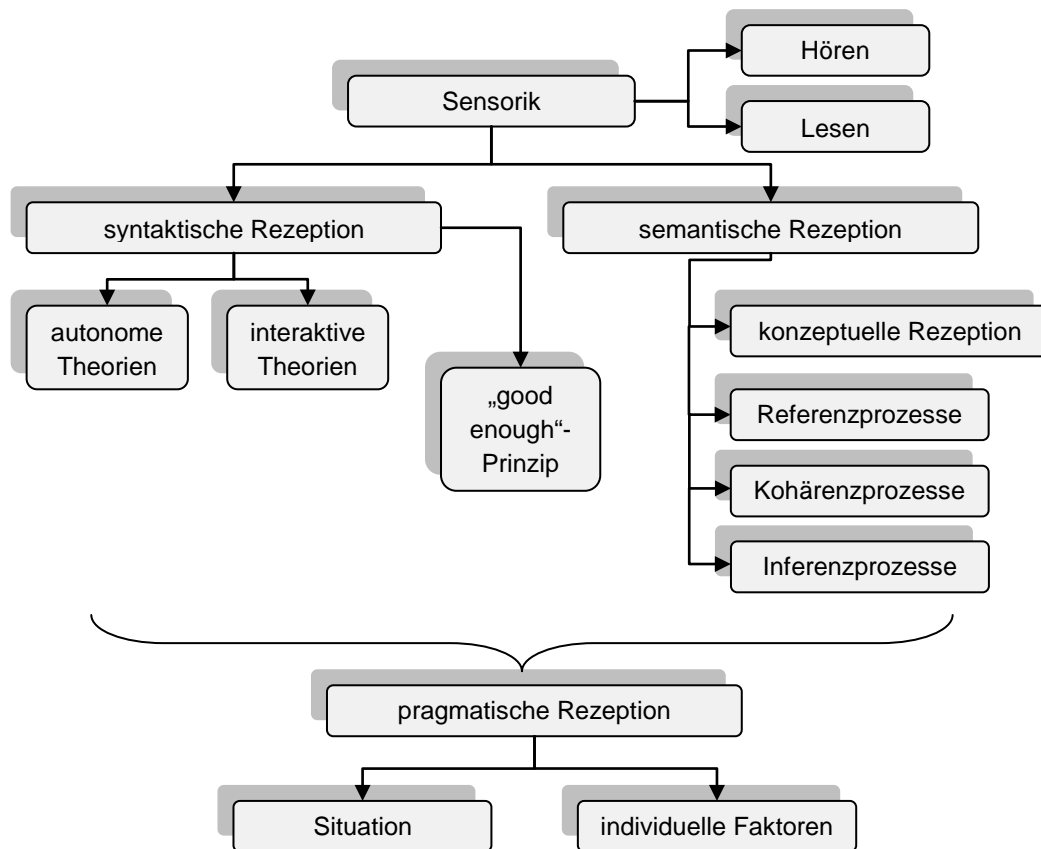 Hören
Sensorik
Lesen
syntaktische Rezeption
semantische Rezeption
autonome
Theorien
interaktive
Theorien
„good
enough“-
Prinzip
konzeptuelle Rezeption
Referenzprozesse
Kohärenzprozesse
Inferenzprozesse
pragmatische Rezeption
Situation
individuelle Faktoren